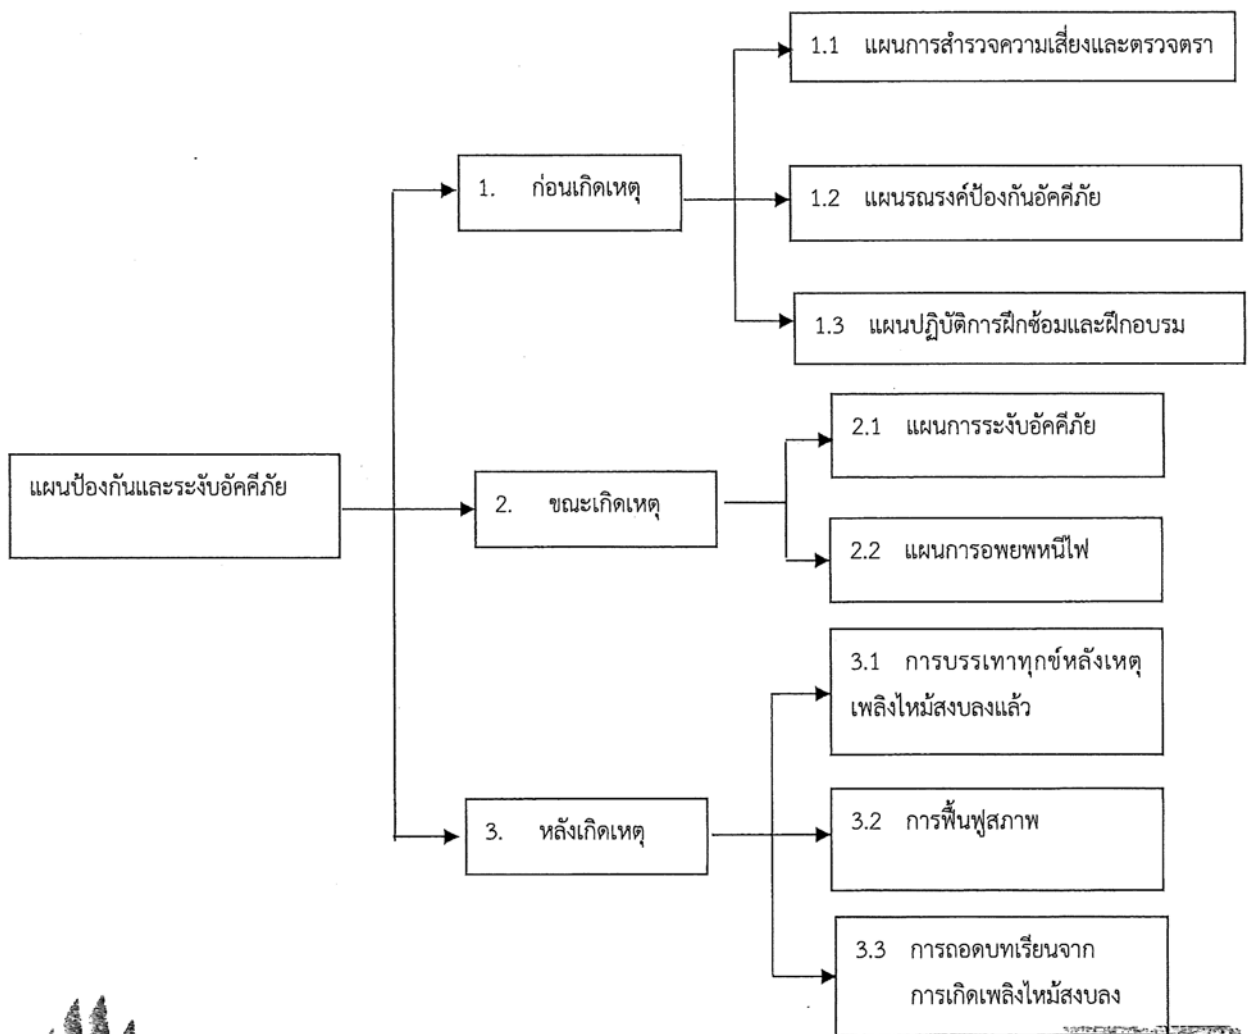 แผนป้องกันและระงับอัคคีภัย
1. ก่อนเกิดเหตุ
1.1 แผนการสำรวจความเสี่ยงและตรวจตรา
1.2 แผนรณรงค์ป้องกันอัคคีภัย
1.3 แผนปฏิบัติการฝึกซ้อมและฝึกอบรม
2. ขณะเกิดเหตุ
2.1 แผนการระงับอัคคีภัย
2.2 แผนการอพยพหนีไฟ
3. หลังเกิดเหตุ
3.1 การบรรเทาทุกข์หลังเหตุ
เพลิงไหม้สงบลงแล้ว
3.2 การฟื้นฟูสภาพ
3.3 การถอดบทเรียนจาก
การเกิดเพลิงไหม้สงบลง